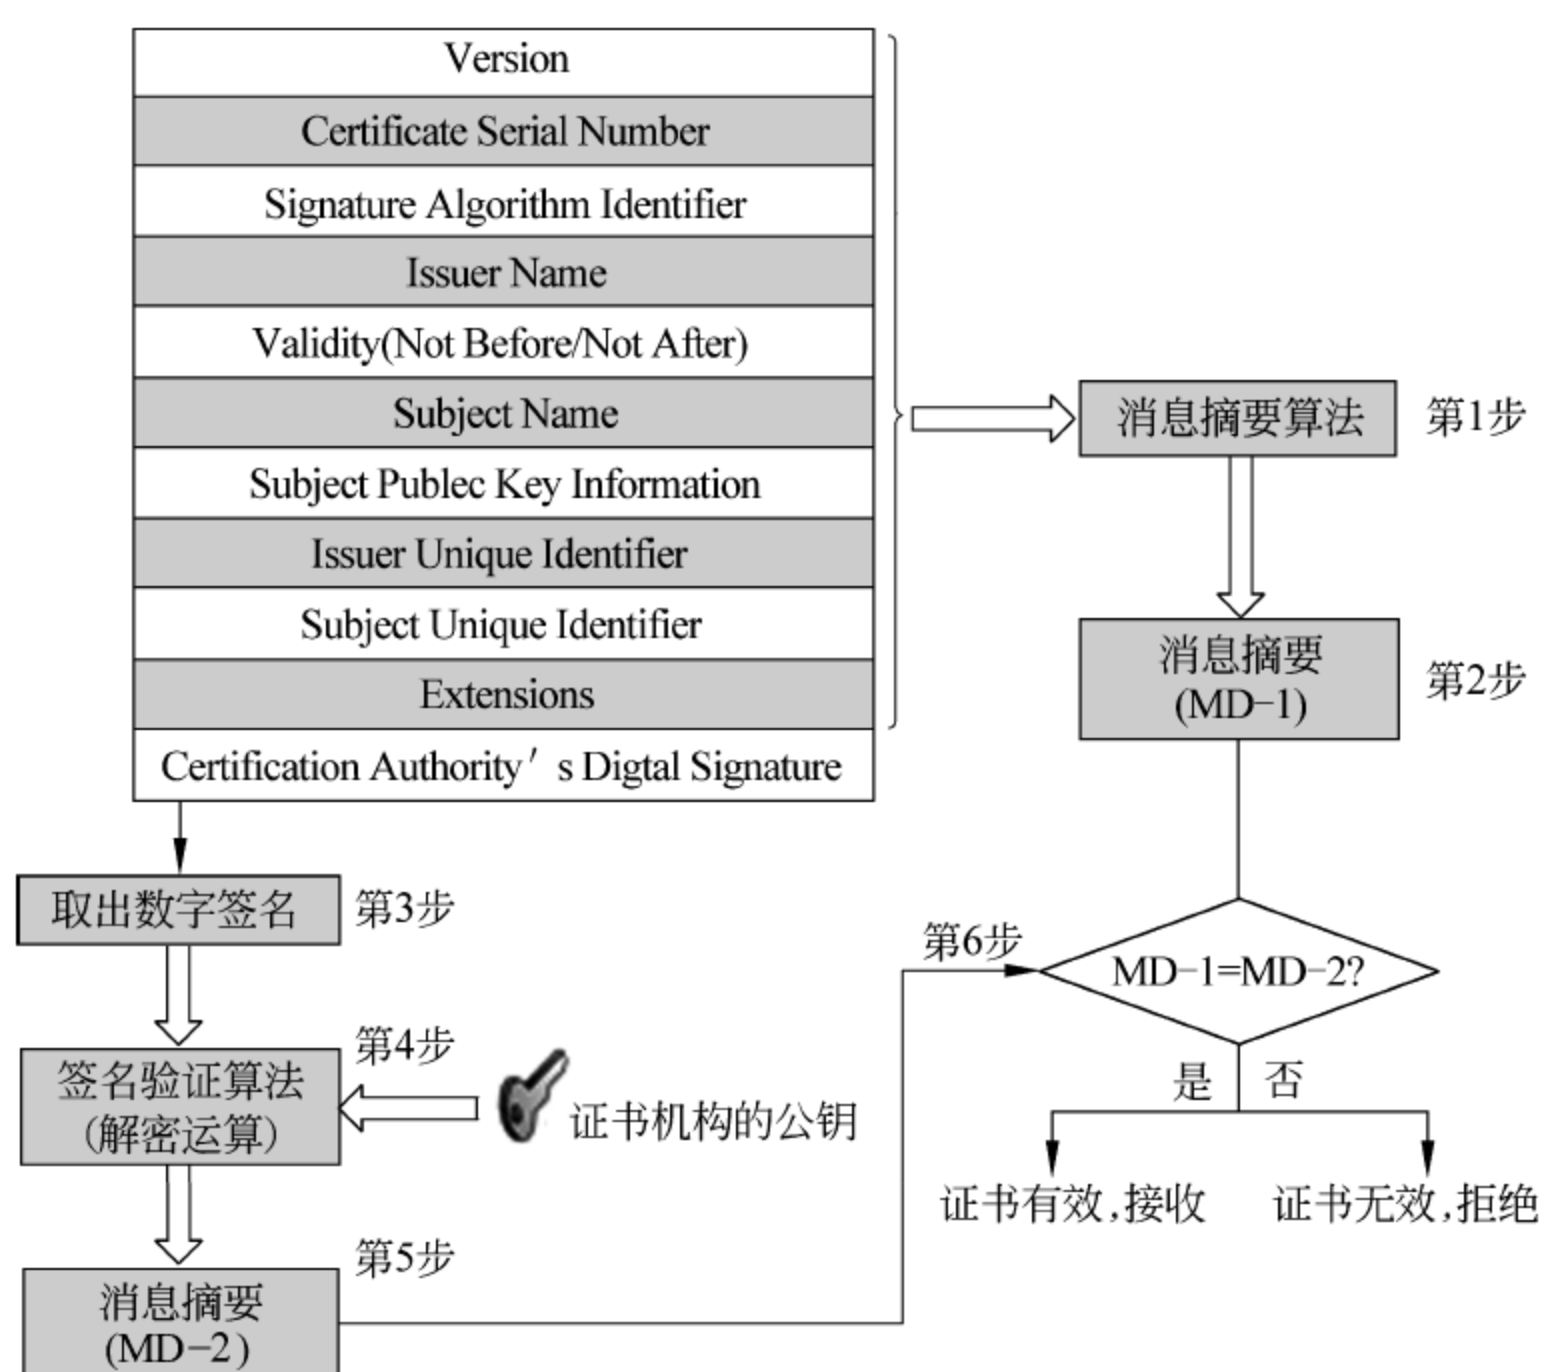 Version
Certificate Serial Number
Signature Algorithm Identifier
Issuer Name
Validity(Not Before/Not After)
Subject Name
Subject Publec Key Information
Issuer Unique Identifier
Subject Unique Identifier
Extensions
Certification Authority′ s Digtal Signature
消息摘要算法
第1步
消息摘要
(MD-1)
第2步
取出数字签名
第3步
签名验证算法
(解密运算)
第4步
证书机构的公钥
消息摘要
(MD-2)
第5步
第6步
MD-1=MD-2?
是
否
证书有效,接收
证书无效,拒绝